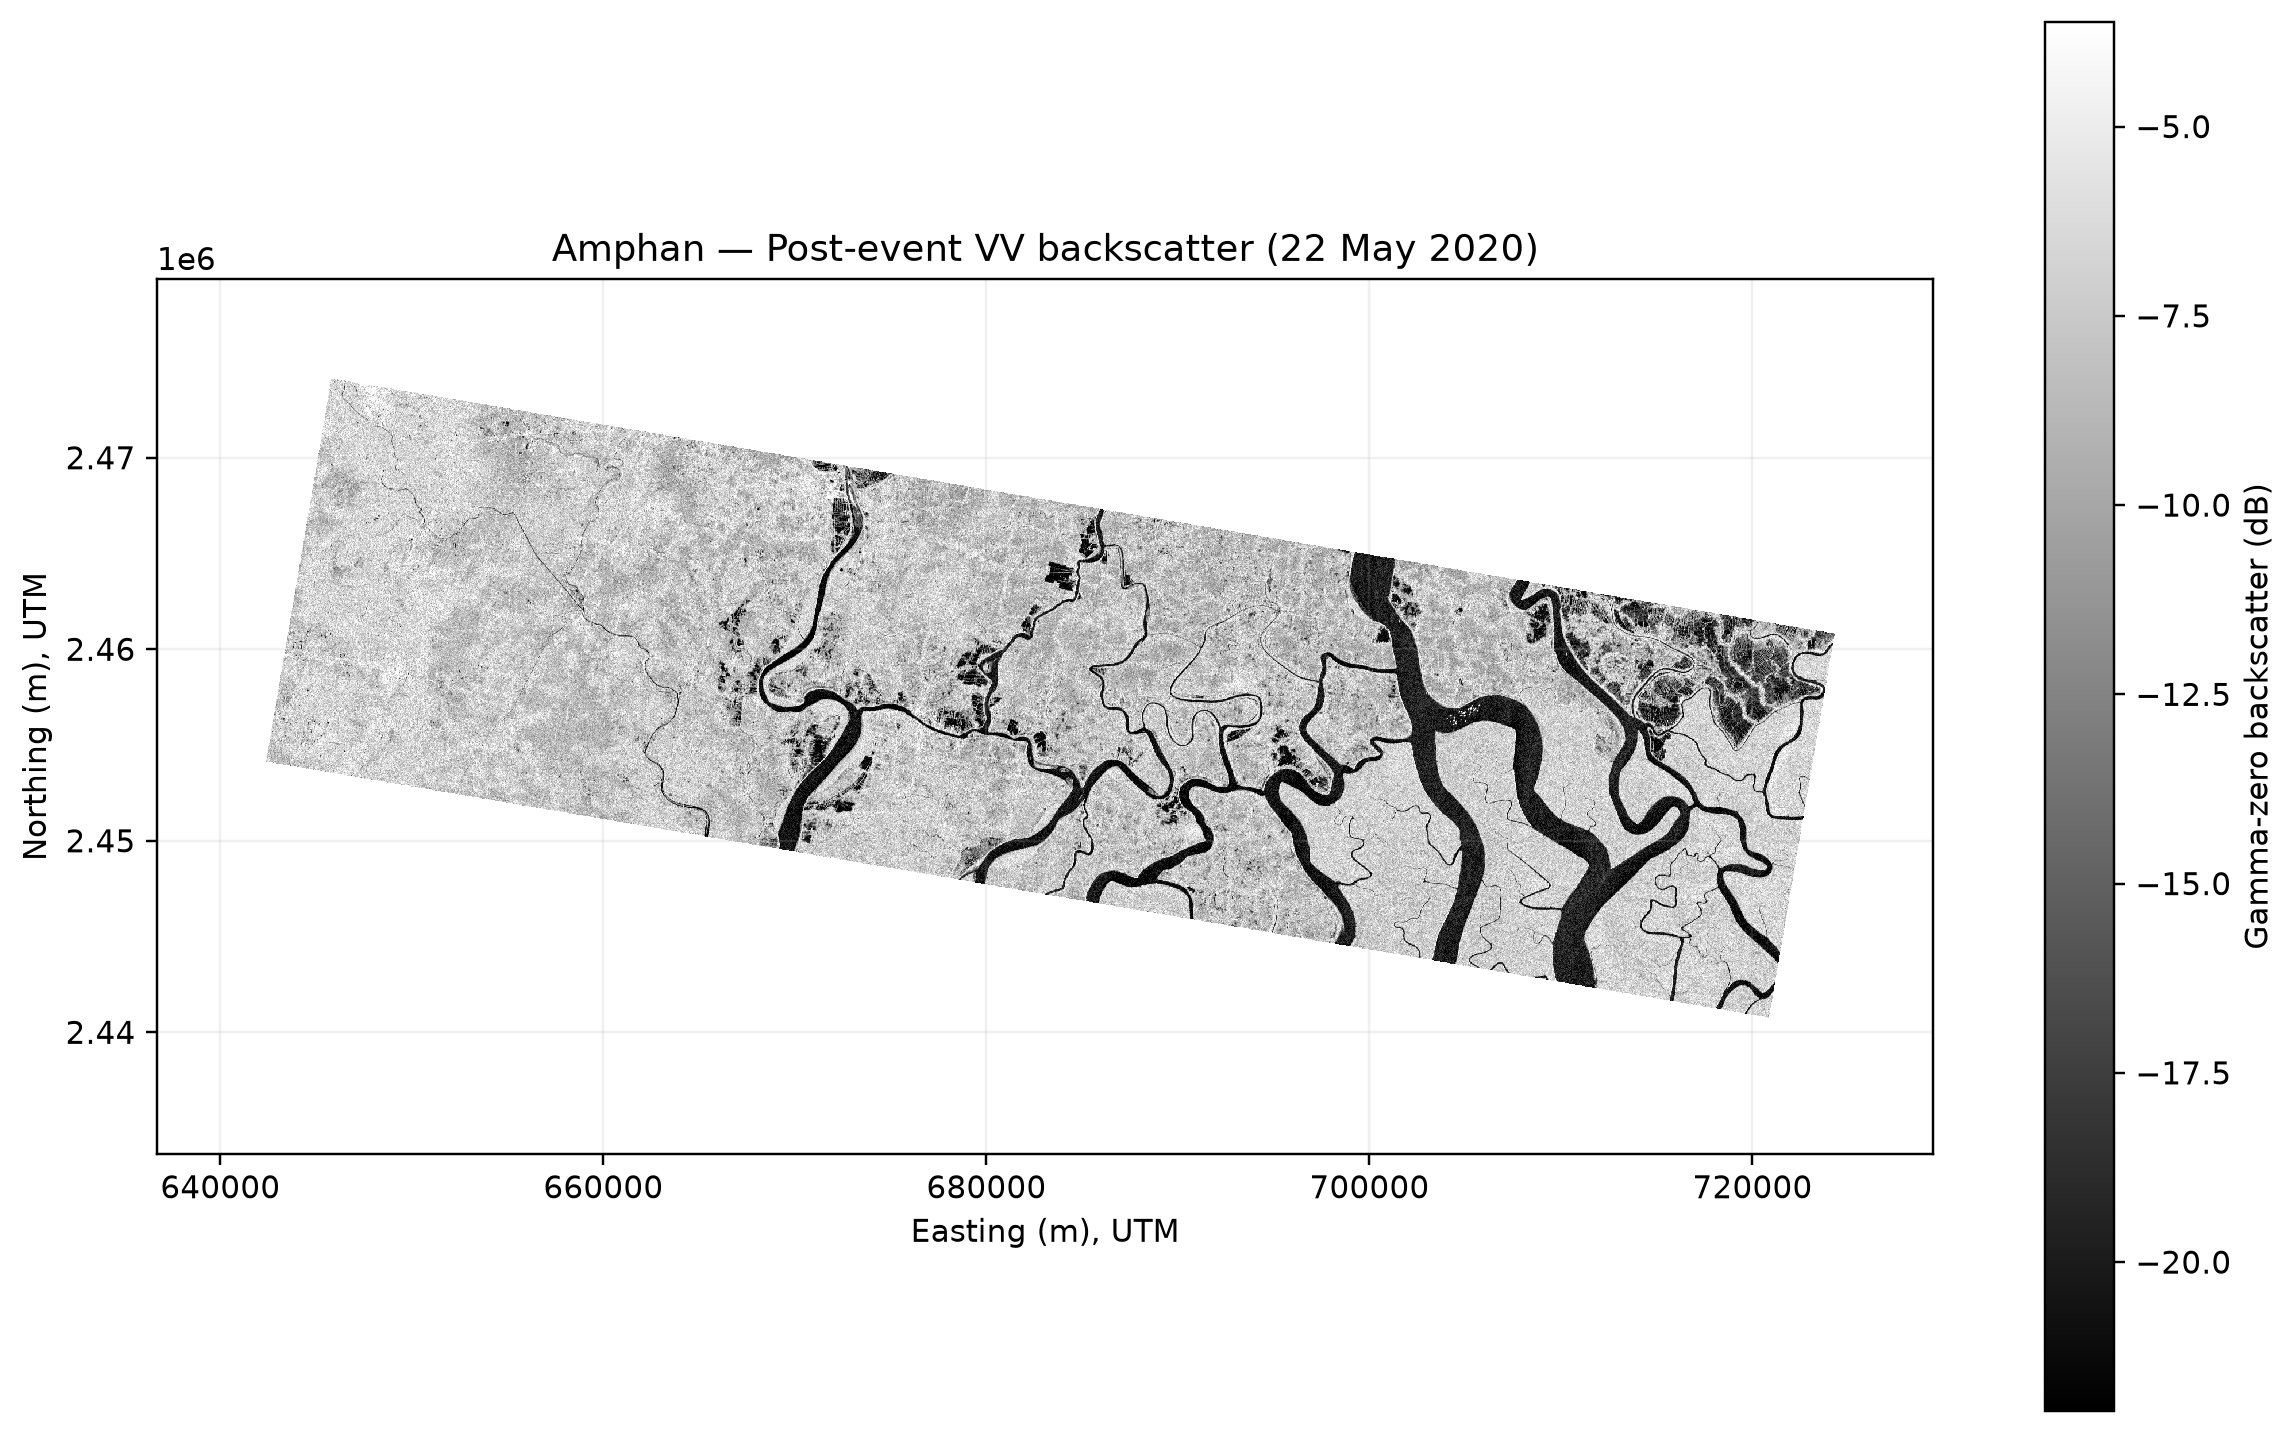 Amphan — Post-event VV backscatter (22 May 2020)
1e6
2.47
2.46
2.45
2.44
Northing (m), UTM
640000 660000 680000 700000 720000
Easting (m), UTM
−5.0
−7.5
−10.0
−12.5
−15.0
−17.5
−20.0
Gamma-zero backscatter (dB)